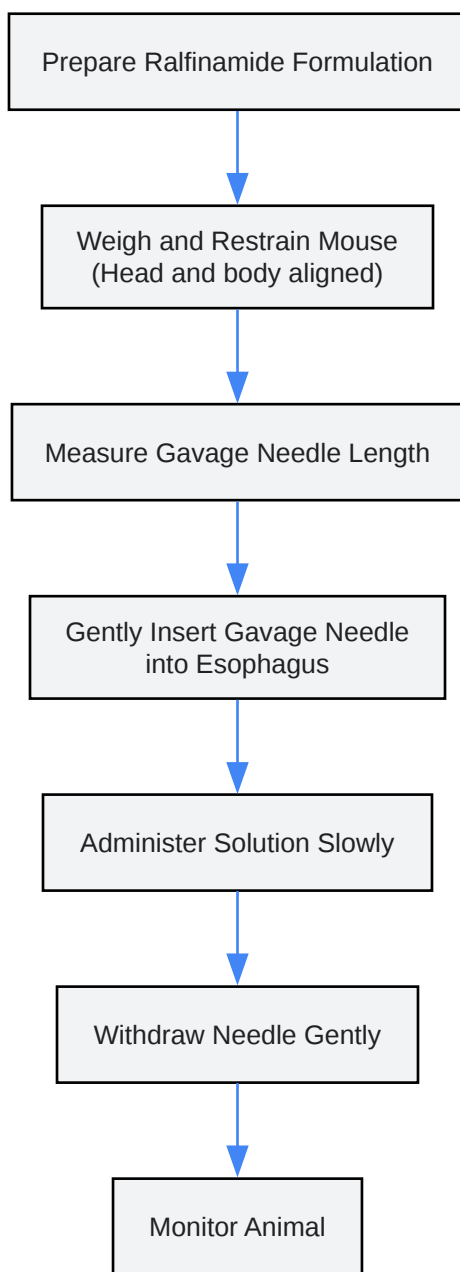 Prepare Ralfinamide Formulation
Weigh and Restrain Mouse
(Head and body aligned)
Measure Gavage Needle Length
Gently Insert Gavage Needle
into Esophagus
Administer Solution Slowly
Withdraw Needle Gently
Monitor Animal